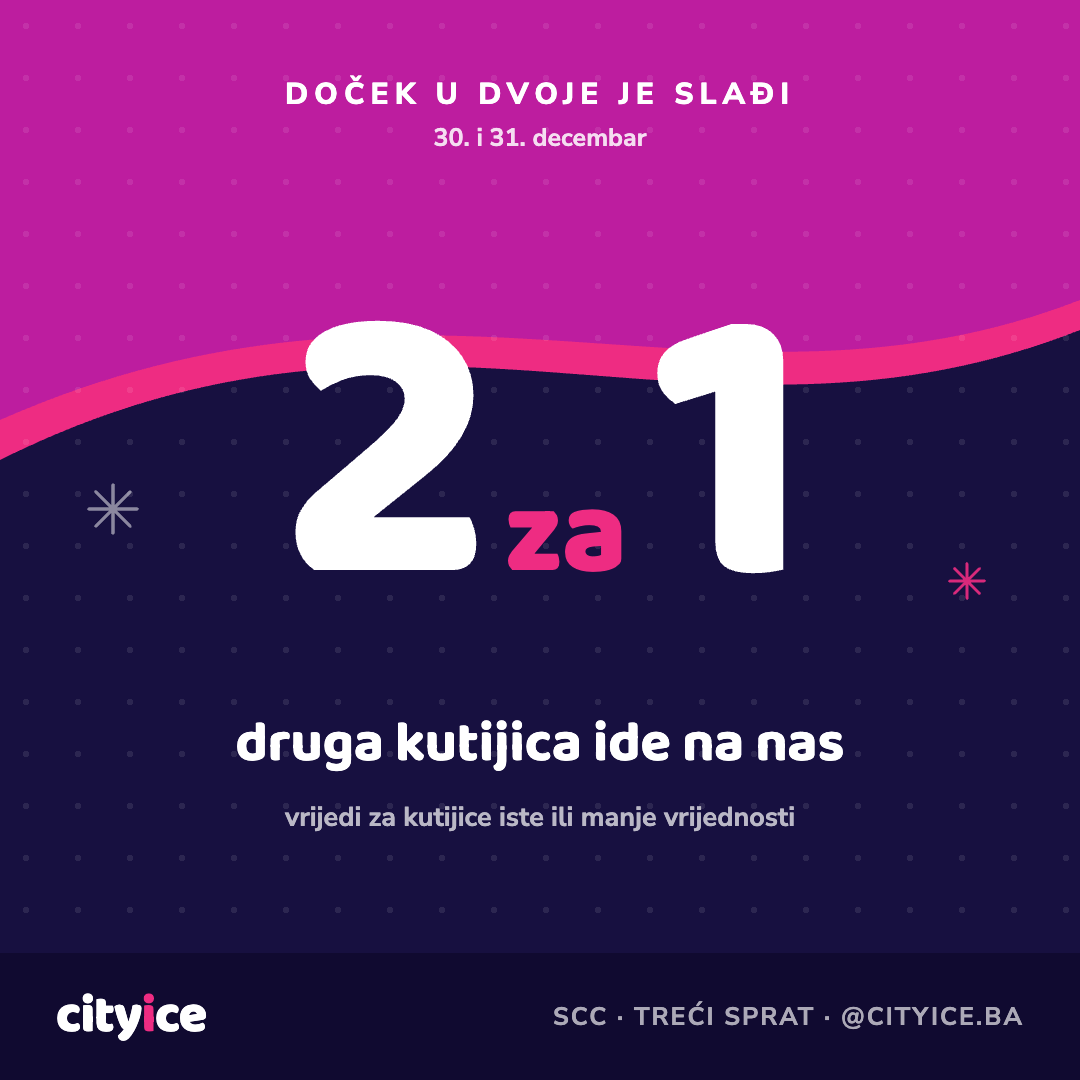 DOČEK U DVOJE JE SLAĐI
30. i 31. decembar
2 za 1
druga kutijica ide na nas
vrijedi za kutijice iste ili manje vrijednosti
cityice
SCC · TREĆI SPRAT · @CITYICE.BA